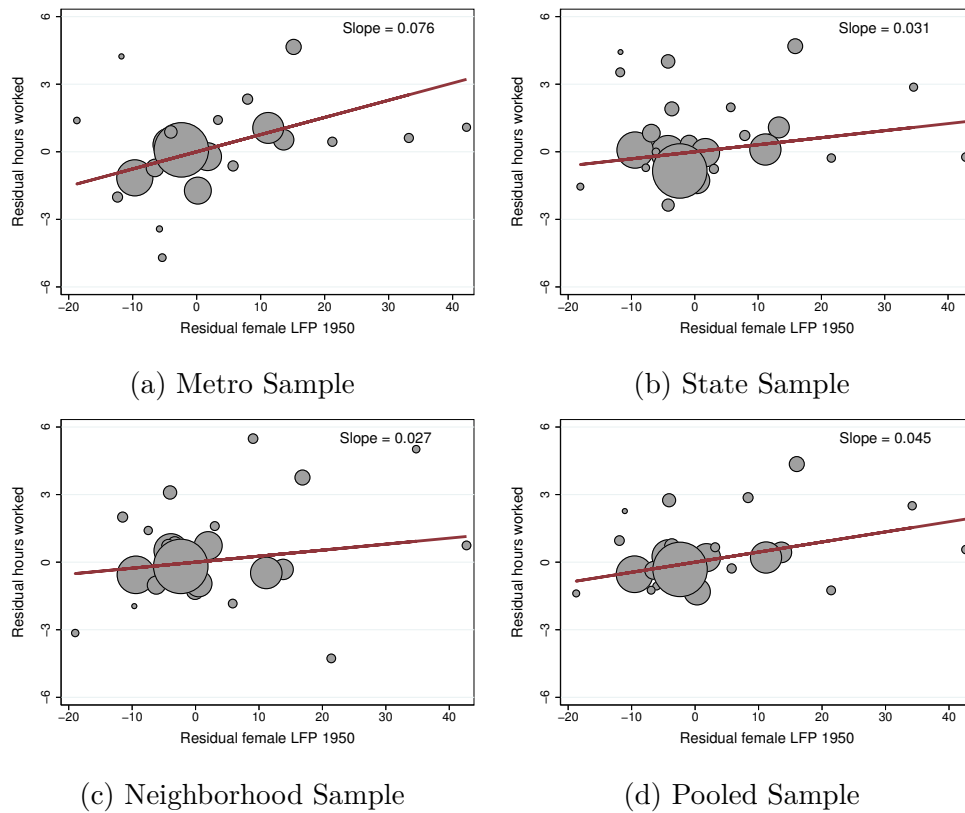 Slope = 0.076
Residual hours worked
6
3
0
−3
−6
−20 −10 0 10 20 30 40
Residual female LFP 1950
(a) Metro Sample
Slope = 0.031
Residual hours worked
6
3
0
−3
−6
−20 −10 0 10 20 30 40
Residual female LFP 1950
(b) State Sample
Slope = 0.027
Residual hours worked
6
3
0
−3
−6
−20 −10 0 10 20 30 40
Residual female LFP 1950
(c) Neighborhood Sample
Slope = 0.045
Residual hours worked
6
3
0
−3
−6
−20 −10 0 10 20 30 40
Residual female LFP 1950
(d) Pooled Sample